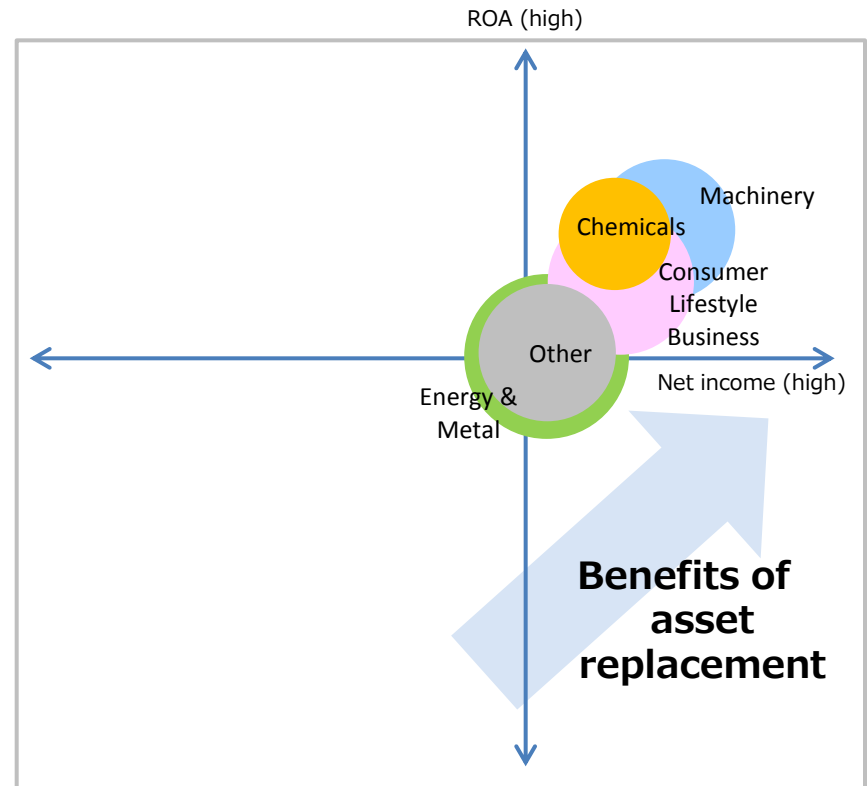 ROA (high)
Machinery
Chemicals
Consumer
Lifestyle
Business
Other
Net income (high)
Energy &
Metal
Benefits of
asset
replacement